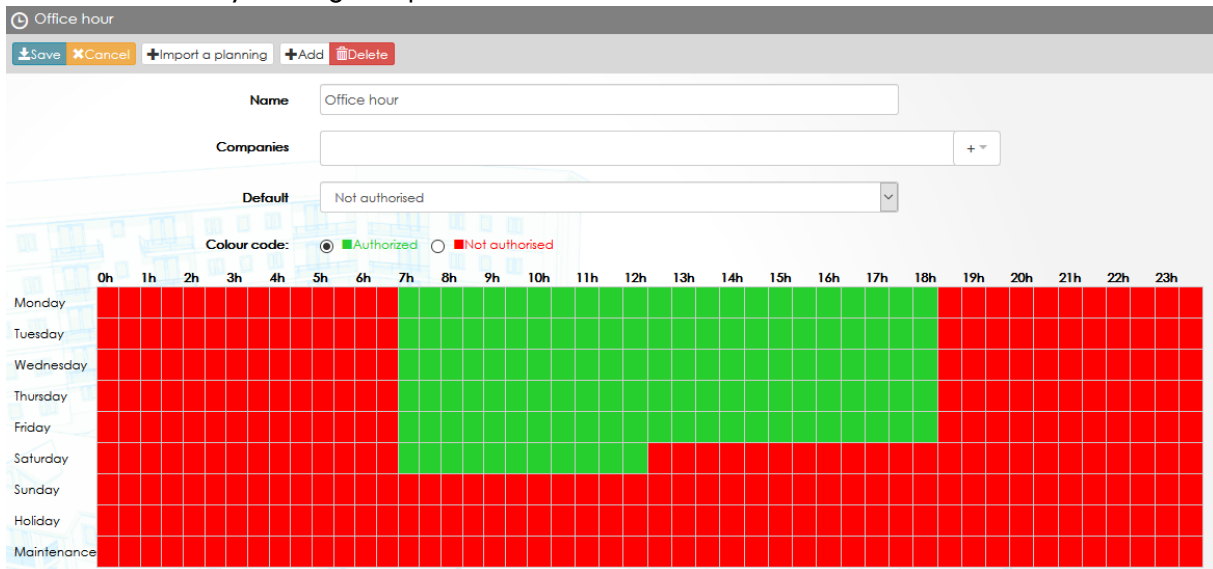 Office hour
Save Cancel Import a planning Add Delete
Name Office hour
Companies +
Default Not authorised
Colour code: Authorized Not authorised
0h 1h 2h 3h 4h 5h 6h 7h 8h 9h 10h 11h 12h 13h 14h 15h 16h 17h 18h 19h 20h 21h 22h 23h
Monday
Tuesday
Wednesday
Thursday
Friday
Saturday
Sunday
Holiday
Maintenance